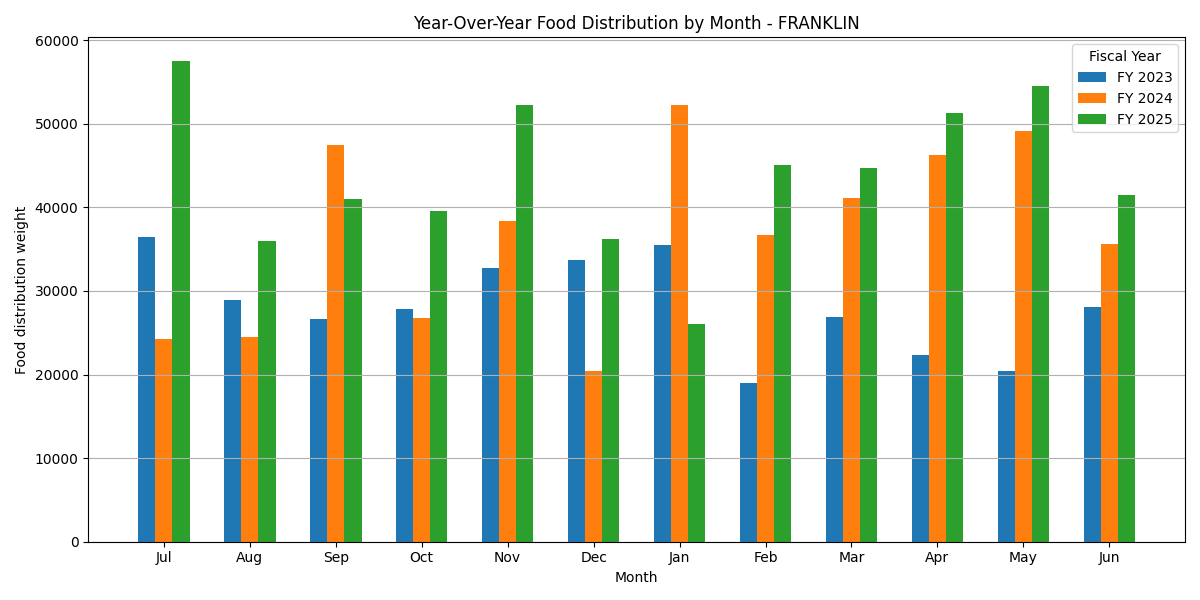 Year-Over-Year Food Distribution by Month - FRANKLIN
Fiscal Year
FY 2023
FY 2024
FY 2025
Food distribution weight
60000
50000
40000
30000
20000
10000
0
Jul Aug Sep Oct Nov Dec Jan Feb Mar Apr May Jun
Month